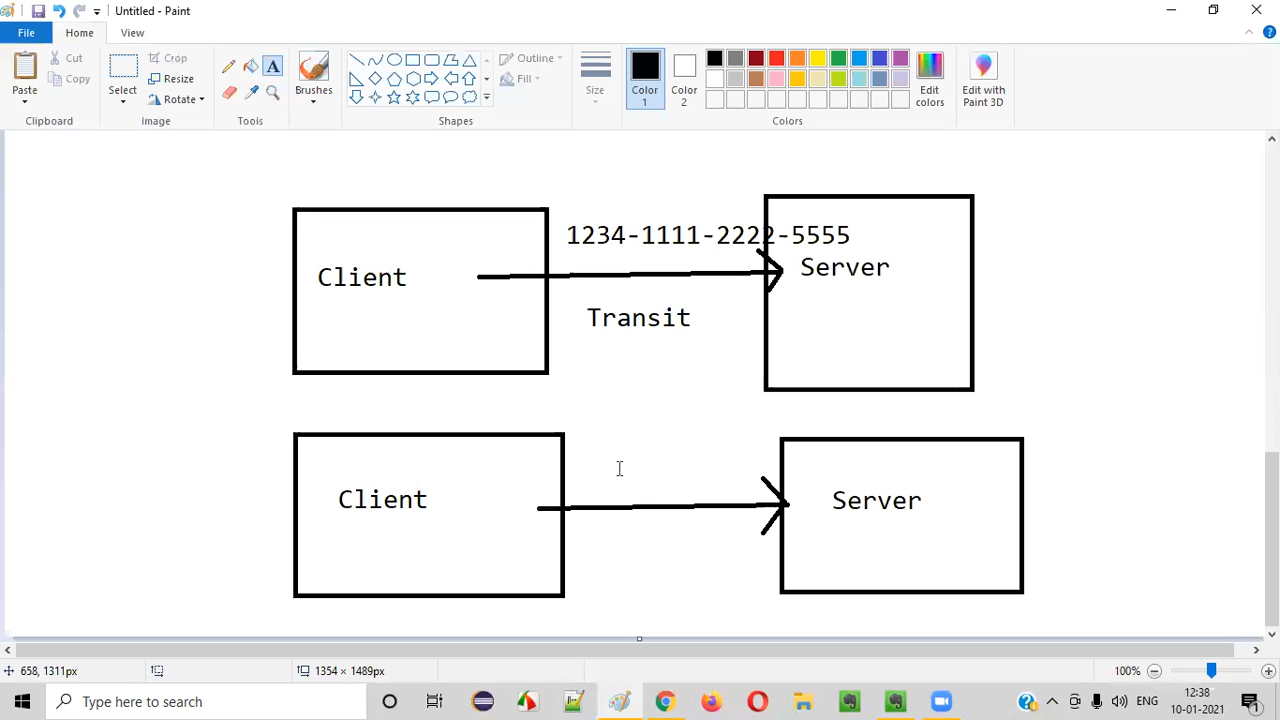 Untitled - Paint
File
Home
View
Paste
Cut
Copy
Clipboard
Select
Crop
Resize
Rotate
Image
A
Tools
Brushes
Shapes
Outline
Fill
Size
Color
1
Color
2
Edit
colors
Colors
Edit with
Paint 3D
1234-1111-2222-5555
Client
Server
Transit
Client
Server
658, 1311px
1354 × 1489px
100%
Type here to search
ENG
12:38
10-01-2021